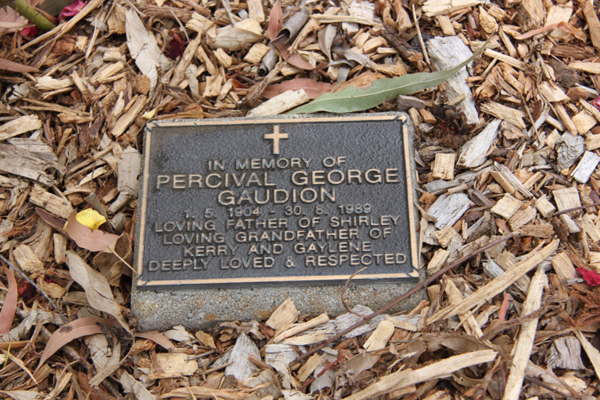 IN MEMORY OF
PERCIVAL GEORGE
GAUDION
1. 5. 1904 - 30. 6. 1989
LOVING FATHER OF SHIRLEY
LOVING GRANDFATHER OF
KERRY AND GAYLENE
DEEPLY LOVED & RESPECTED